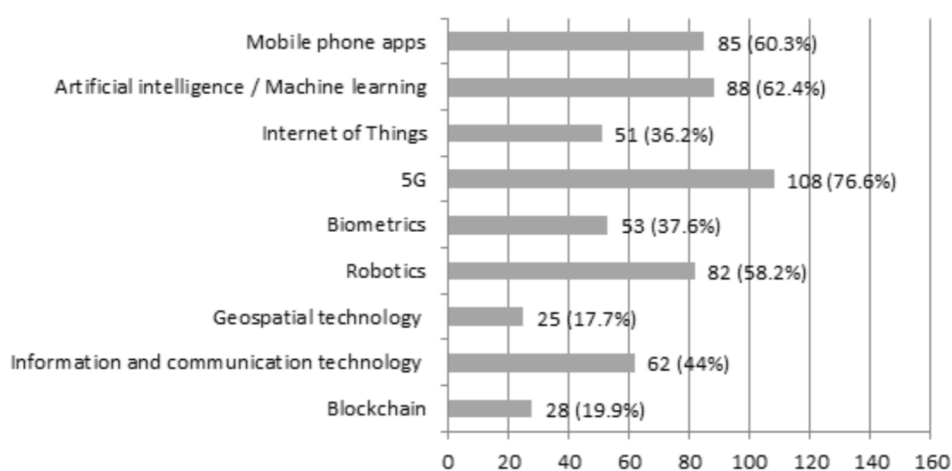 Mobile phone apps 85 (60.3%)
Artificial intelligence / Machine learning 88 (62.4%)
Internet of Things 51 (36.2%)
5G 108 (76.6%)
Biometrics 53 (37.6%)
Robotics 82 (58.2%)
Geospatial technology 25 (17.7%)
Information and communication technology 62 (44%)
Blockchain 28 (19.9%)
0 20 40 60 80 100 120 140 160